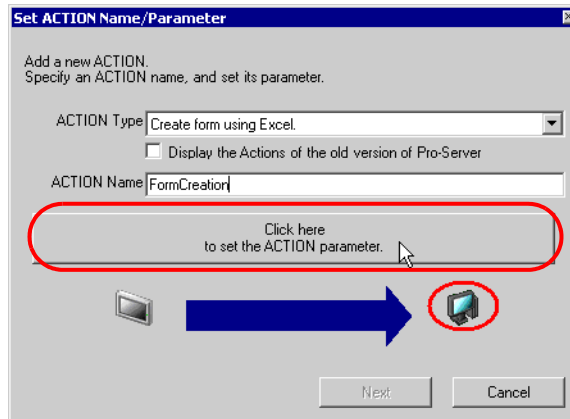 Set ACTION Name/Parameter
Add a new ACTION.
Specify an ACTION name, and set its parameter.
ACTION Type Create form using Excel.
Display the Actions of the old version of Pro-Server
ACTION Name FormCreation
Click here
to set the ACTION parameter.
Next Cancel